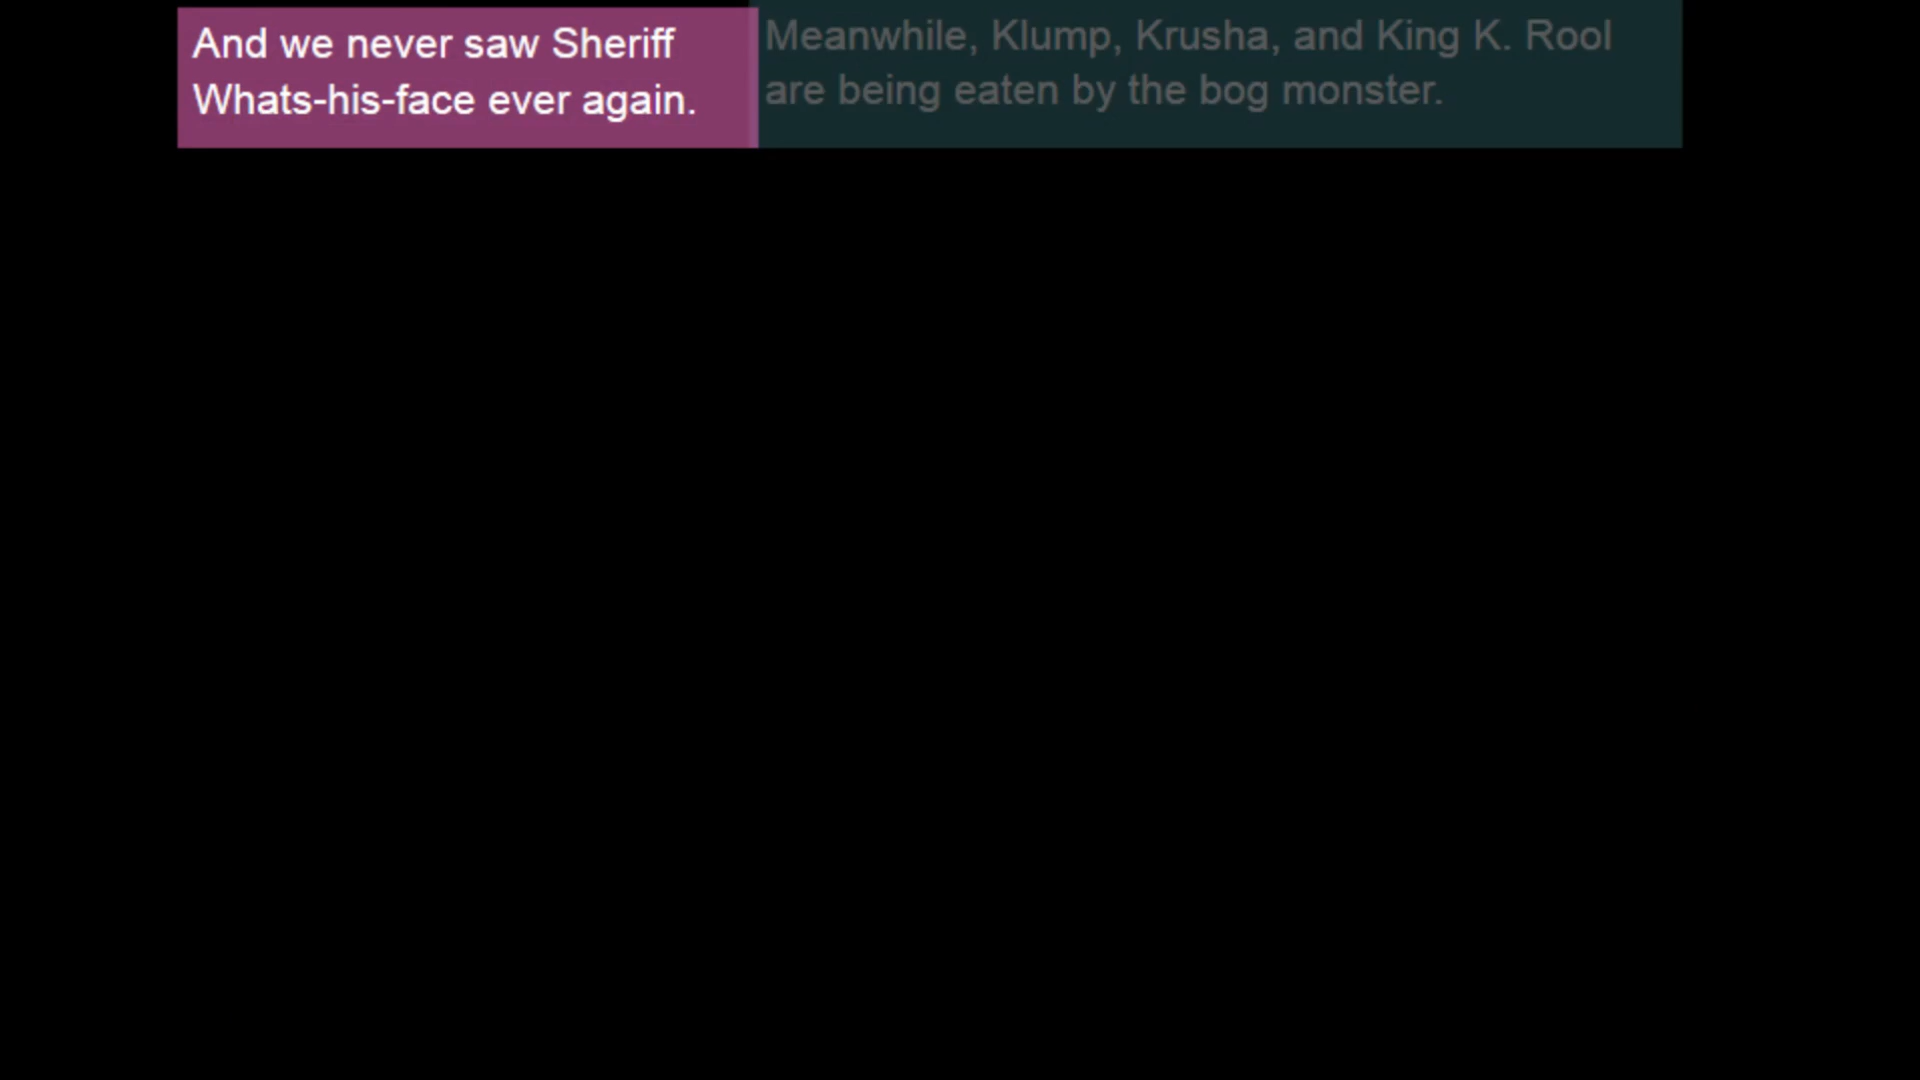 And we never saw Sheriff
Whats-his-face ever again.
Meanwhile, Klump, Krusha, and King K. Rool
are being eaten by the bog monster.